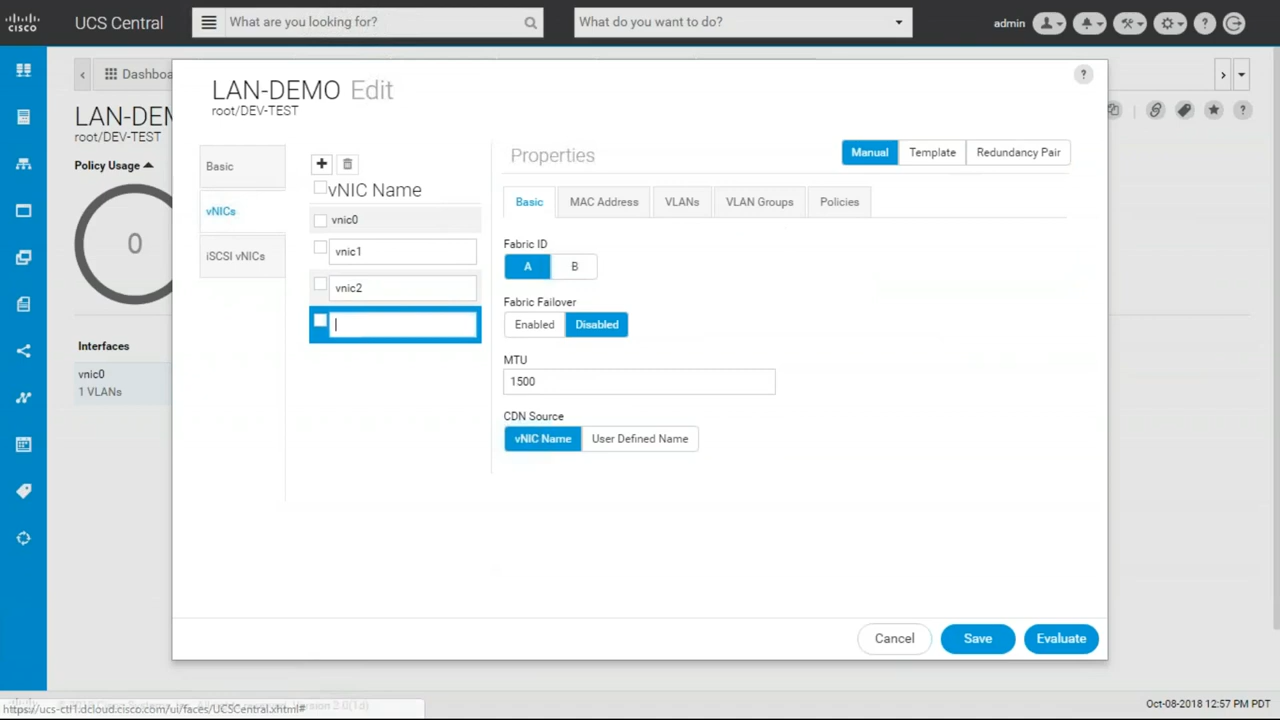 CISCO
UCS Central
What are you looking for?
What do you want to do?
admin
?
Dashboa
LAN-DEM
root/DEV-TEST
Policy Usage
0
Interfaces
vnic0
1 VLANs
LAN-DEMO Edit
root/DEV-TEST
?
Basic
vNICs
iSCSI vNICs
vNIC Name
vnic0
vnic1
vnic2
Properties
Manual
Template
Redundancy Pair
Basic
MAC Address
VLANs
VLAN Groups
Policies
Fabric ID
A
B
Fabric Failover
Enabled
Disabled
MTU
1500
CDN Source
vNIC Name
User Defined Name
Cancel
Save
Evaluate
?
https://ucs-ctl1.dcloud.cisco.com/ui/faces/UCSCentral.xhtml#
Oct-08-2018 12:57 PM PDT